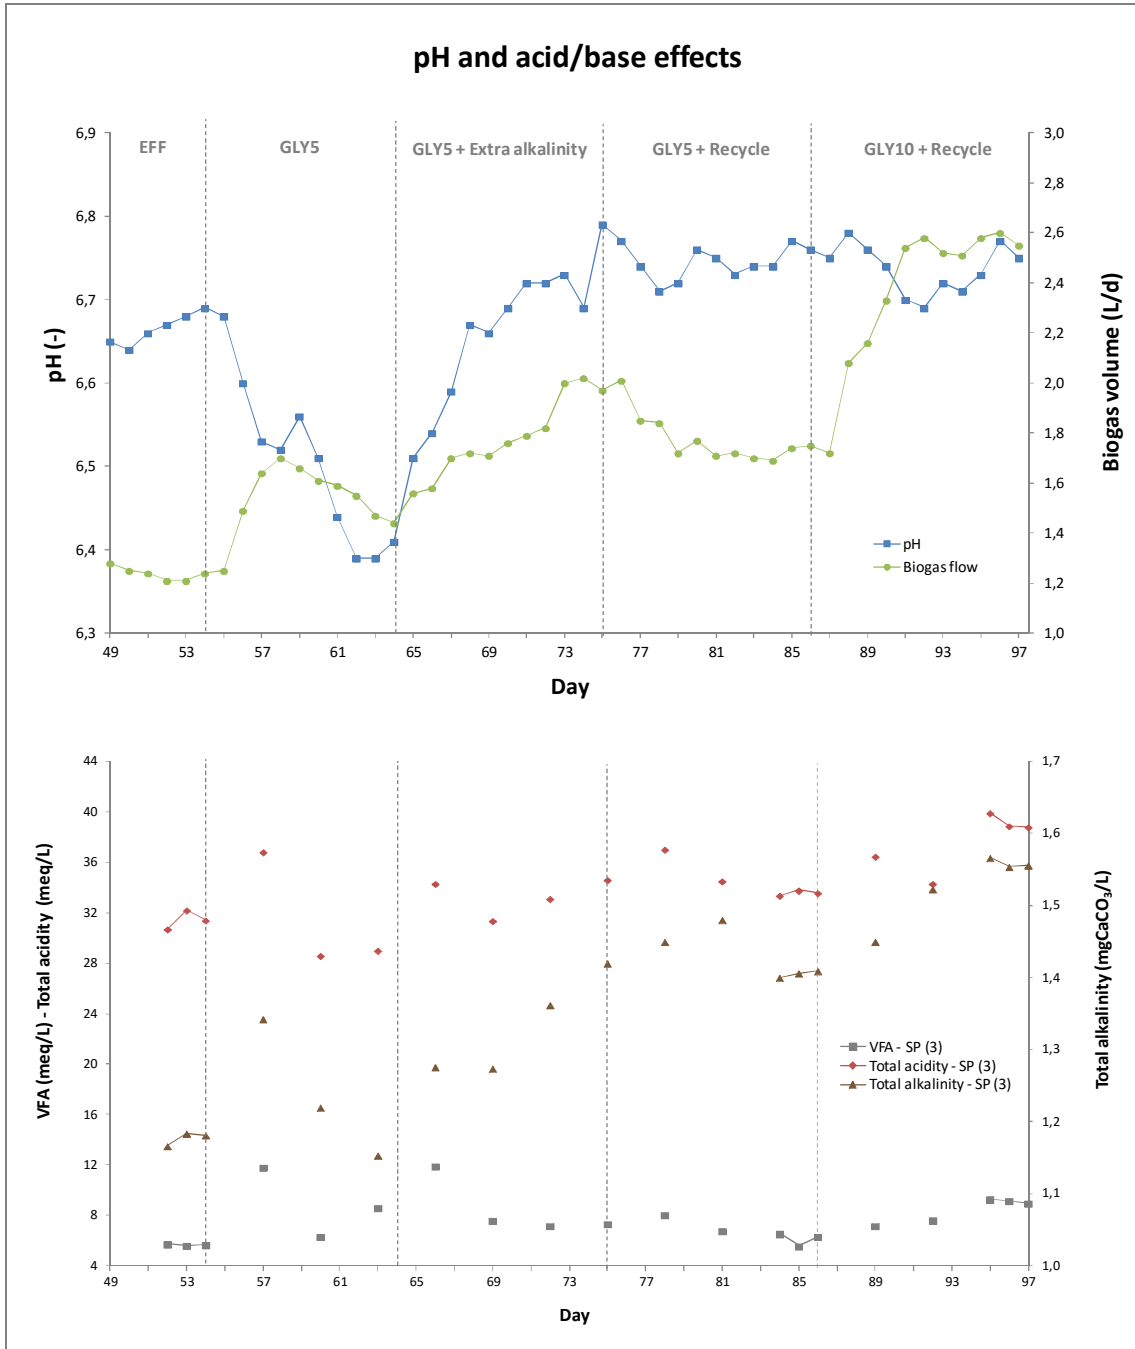 pH and acid/base effects
EFF GLY5 GLY5 + Extra alkalinity GLY5 + Recycle GLY10 + Recycle
6,9
6,8
6,7
6,6
6,5
6,4
6,3
pH (-)
3,0
2,8
2,6
2,4
2,2
2,0
1,8
1,6
1,4
1,2
1,0
Biogas volume (L/d)
pH
Biogas flow
49 53 57 61 65 69 73 77 81 85 89 93 97
Day
44
40
36
32
28
24
20
16
12
8
4
VFA (meq/L) - Total acidity (meq/L)
1,7
1,6
1,5
1,4
1,3
1,2
1,1
1,0
Total alkalinity (mgCaCO₃/L)
VFA - SP (3)
Total acidity - SP (3)
Total alkalinity - SP (3)
49 53 57 61 65 69 73 77 81 85 89 93 97
Day